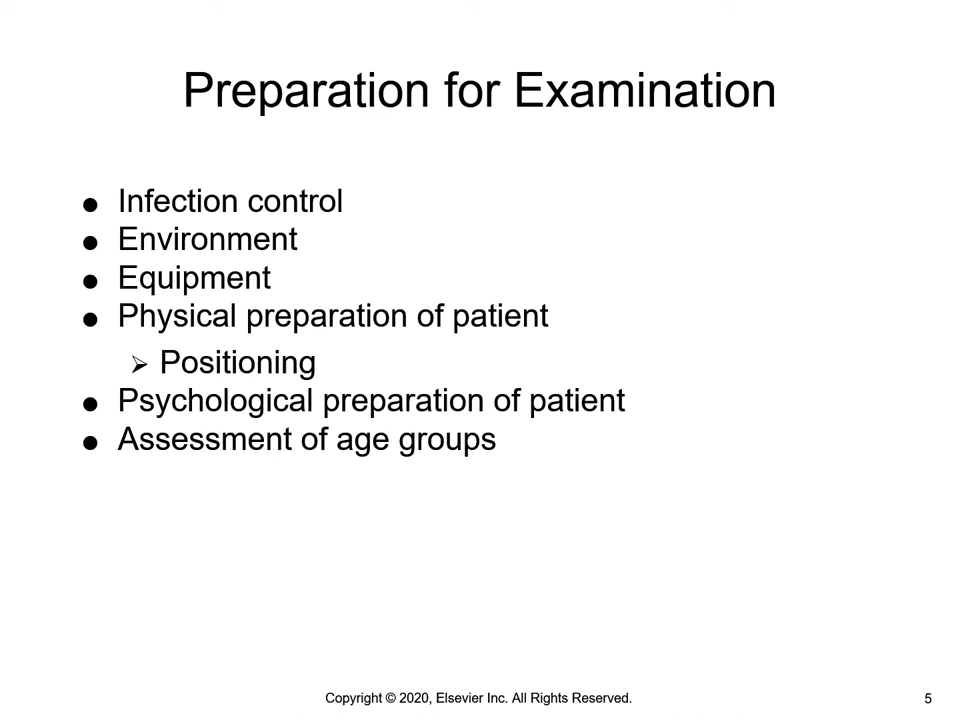 Preparation for Examination
● Infection control
● Environment
● Equipment
● Physical preparation of patient
➢ Positioning
● Psychological preparation of patient
● Assessment of age groups
Copyright © 2020, Elsevier Inc. All Rights Reserved.
5